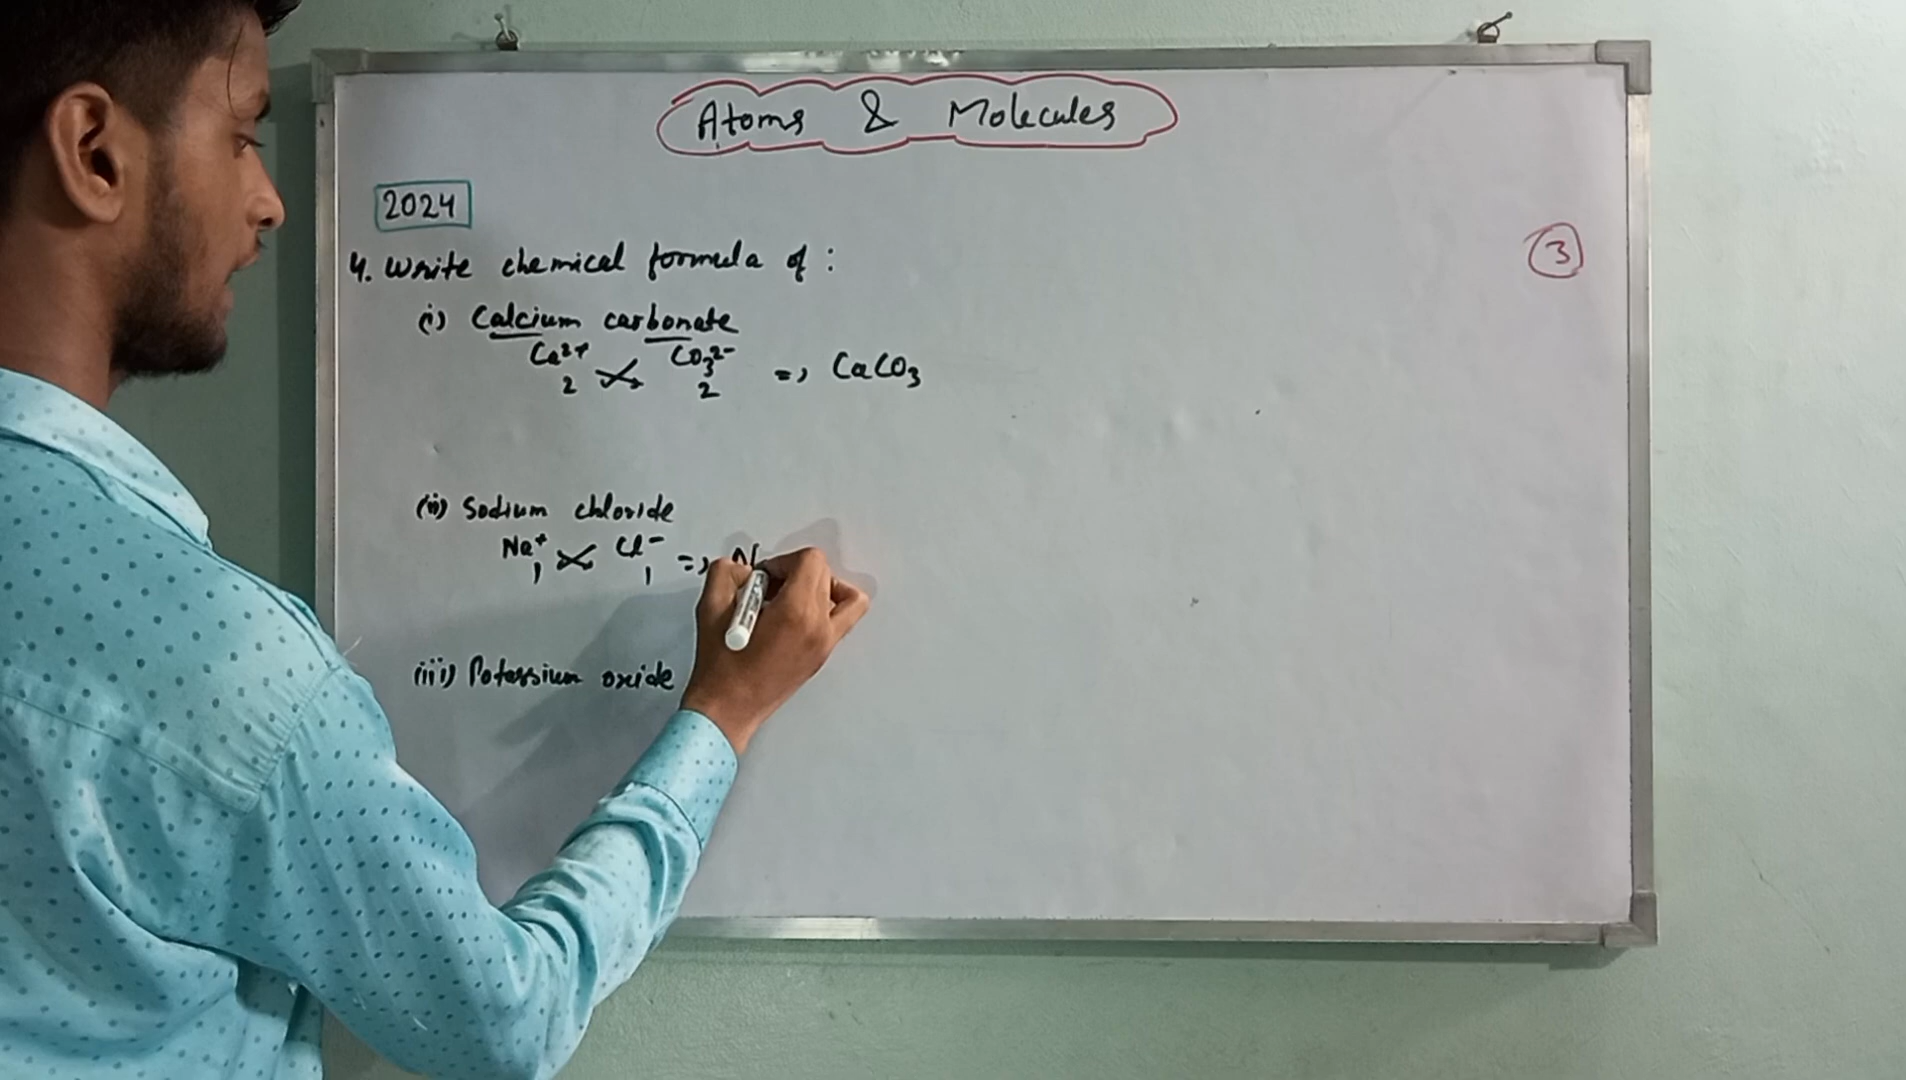 Atoms & Molecules
2024
4. Write chemical formula of :
3
(i) Calcium carbonate
Ca²⁺ CO₃²⁻
2 2 => CaCO₃
(ii) Sodium chloride
Na⁺ Cl⁻ => N
1 1
(iii) Potassium oxide